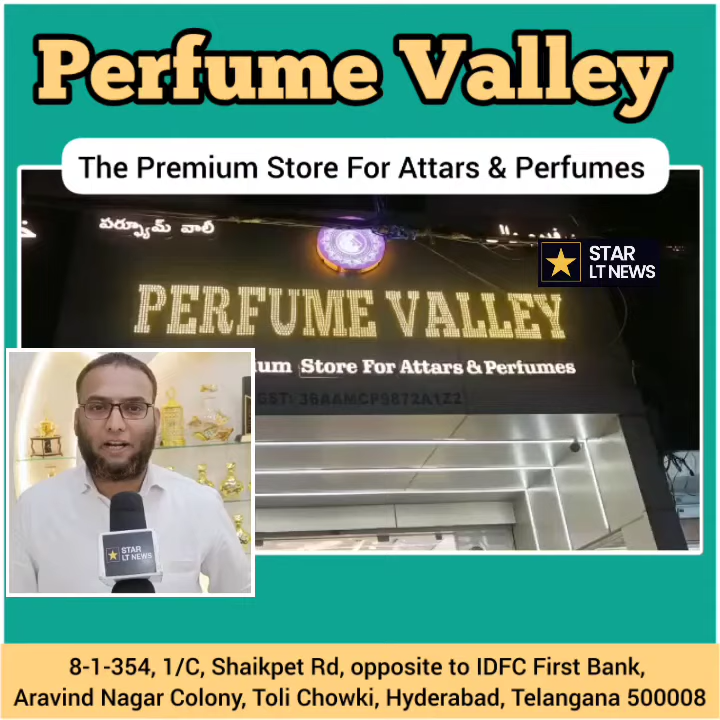 Perfume Valley
The Premium Store For Attars & Perfumes
పర్ఫ్యూమ్ వాలీ
STAR
LT NEWS
PERFUME VALLEY
ium Store For Attars & Perfumes
GSTI 36AAMCP9872A1Z2
STAR
LT NEWS
8-1-354, 1/C, Shaikpet Rd, opposite to IDFC First Bank,
Aravind Nagar Colony, Toli Chowki, Hyderabad, Telangana 500008